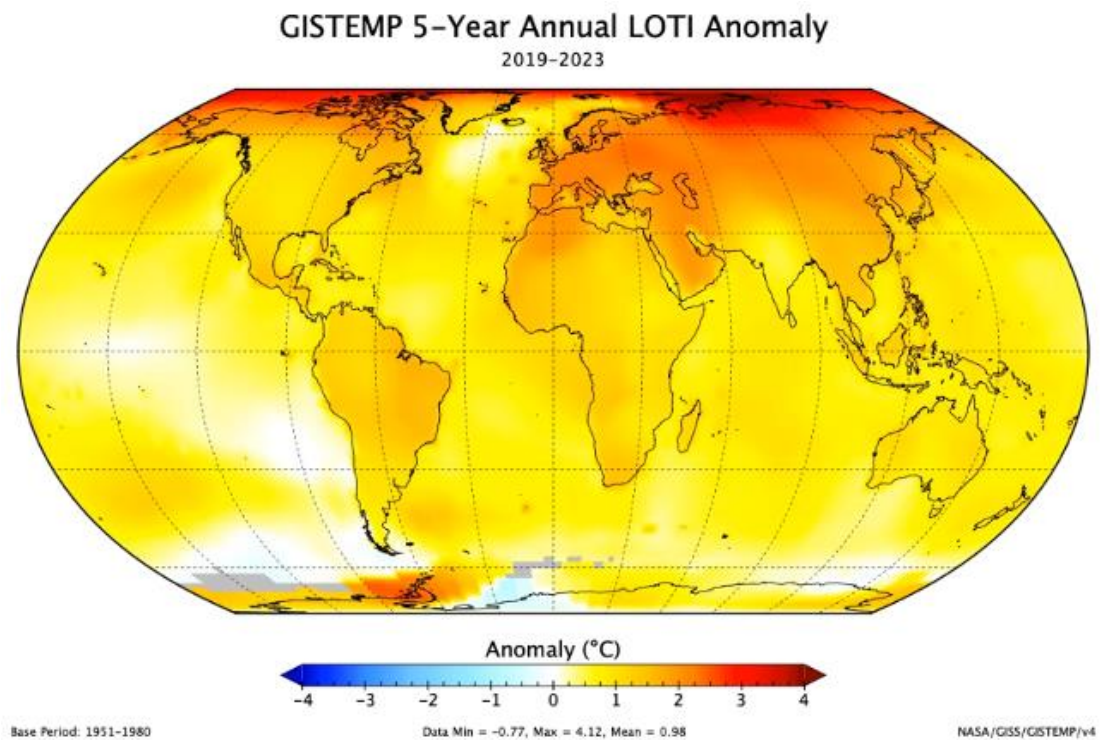 GISTEMP 5-Year Annual LOTI Anomaly
2019-2023
Anomaly (°C)
-4 -3 -2 -1 0 1 2 3 4
Base Period: 1951-1980 Data Min = -0.77, Max = 4.12, Mean = 0.98 NASA/GISS/GISTEMP/v4